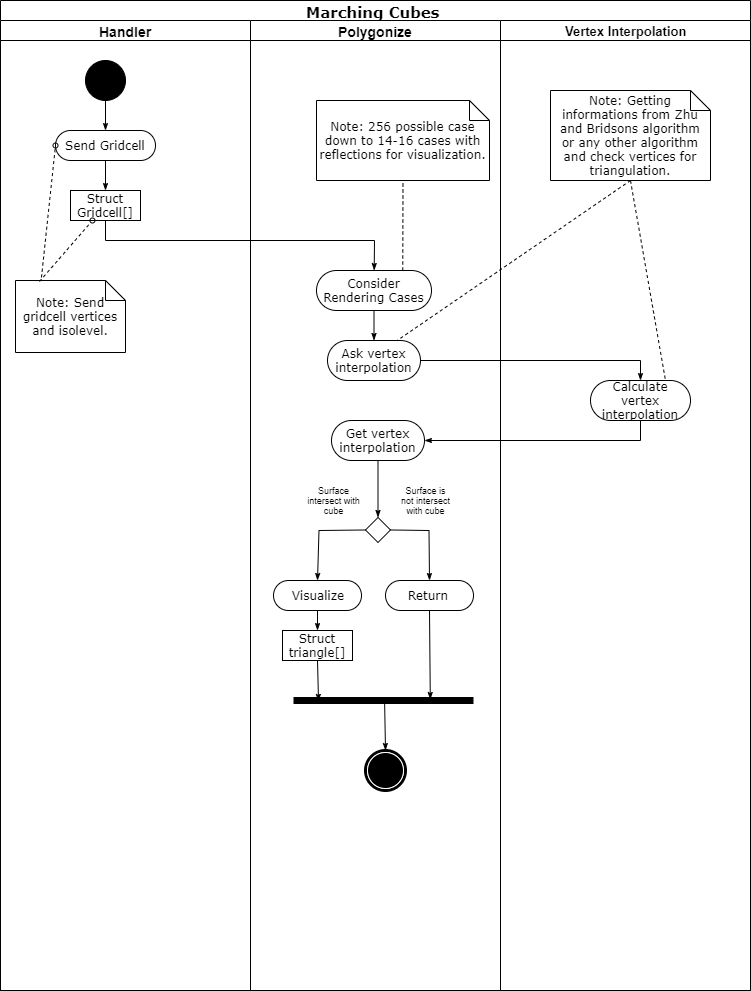 Marching Cubes
Handler
Polygonize
Vertex Interpolation
Send Gridcell
Struct
Gridcell[]
Note: Send
gridcell vertices
and isolevel.
Note: 256 possible case
down to 14-16 cases with
reflections for visualization.
Note: Getting
informations from Zhu
and Bridsons algorithm
or any other algorithm
and check vertices for
triangulation.
Consider
Rendering Cases
Ask vertex
interpolation
Calculate
vertex
interpolation
Get vertex
interpolation
Surface
intersect with
cube
Surface is
not intersect
with cube
Visualize
Return
Struct
triangle[]